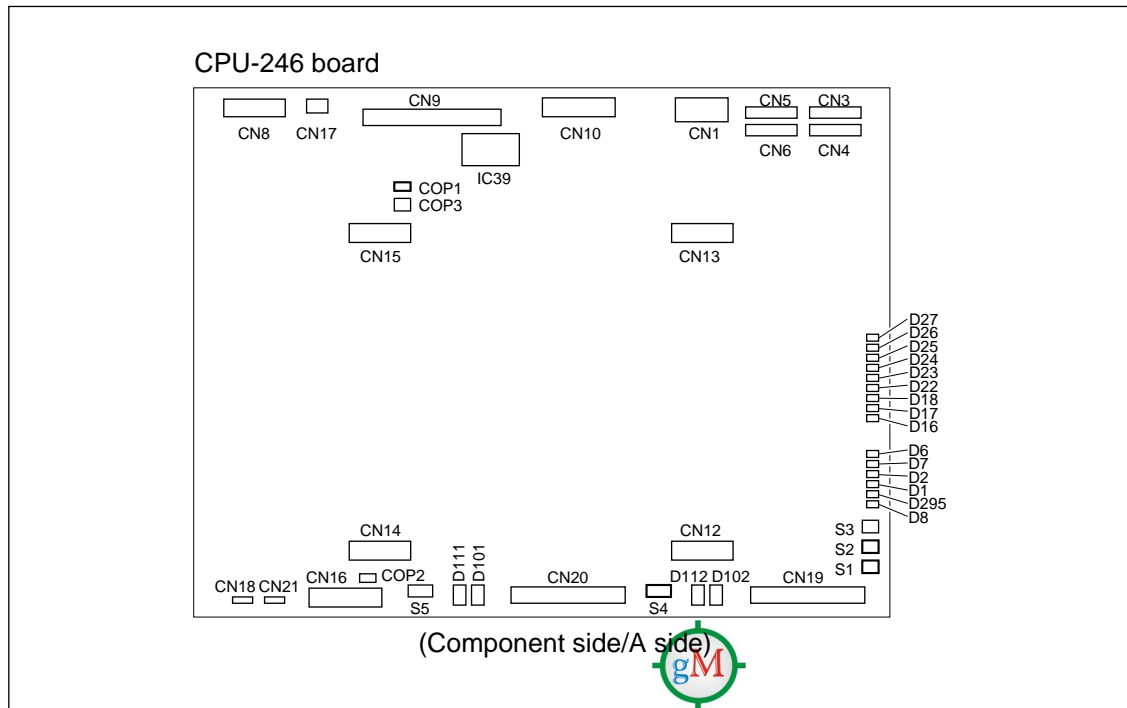 CPU-246 board
CN9
CN5 CN3
CN8 CN17 CN10 CN1 CN6 CN4
IC39
COP1
COP3
CN15 CN13
D27
D26
D25
D24
D23
D22
D18
D17
D16
D6
D7
D2
D1
D295
D8
S3
S2
S1
CN14 CN12
D111 D101
CN18 CN21 CN16 COP2 CN20 D112 D102 CN19
S5 S4
(Component side/A side)
gM